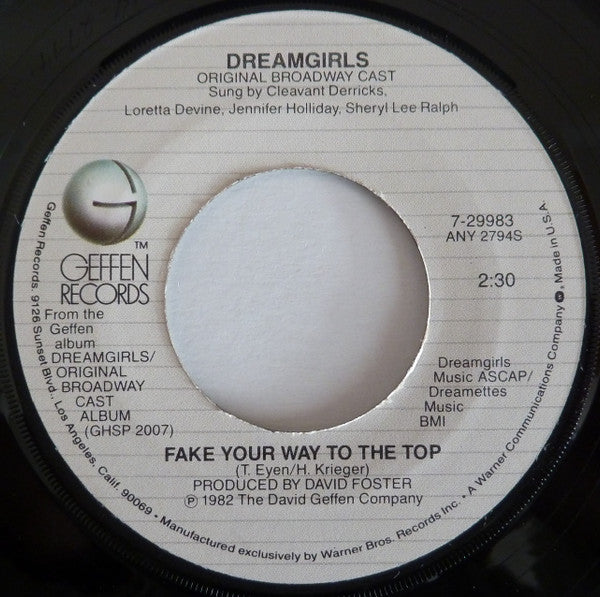 DREAMGIRLS
ORIGINAL BROADWAY CAST
Sung by Cleavant Derricks,
Loretta Devine, Jennifer Holliday, Sheryl Lee Ralph
G
TM
GEFFEN
RECORDS
7-29983
ANY 2794S
2:30
From the
Geffen
album
DREAMGIRLS/
ORIGINAL
BROADWAY
CAST
ALBUM
(GHSP 2007)
Dreamgirls
Music ASCAP/
Dreamettes
Music
BMI
FAKE YOUR WAY TO THE TOP
(T. Eyen/H. Krieger)
PRODUCED BY DAVID FOSTER
℗ 1982 The David Geffen Company
Geffen Records, 9126 Sunset Blvd., Los Angeles, Calif. 90069 • Manufactured exclusively by Warner Bros. Records Inc. • A Warner Communications Company, Made in U.S.A.